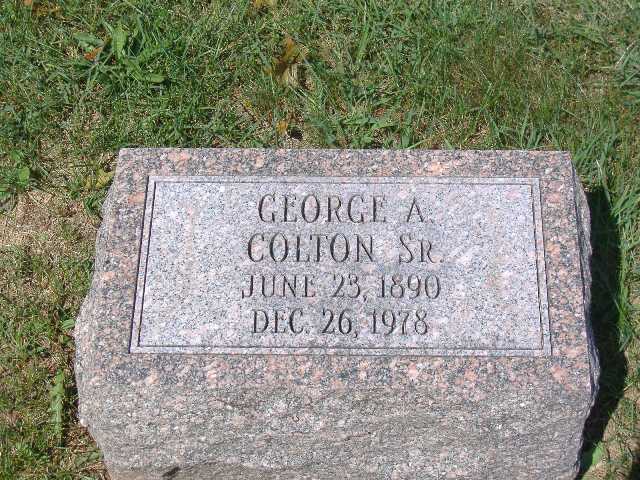 GEORGE A.
COLTON SR.
JUNE 23, 1890
DEC. 26, 1978